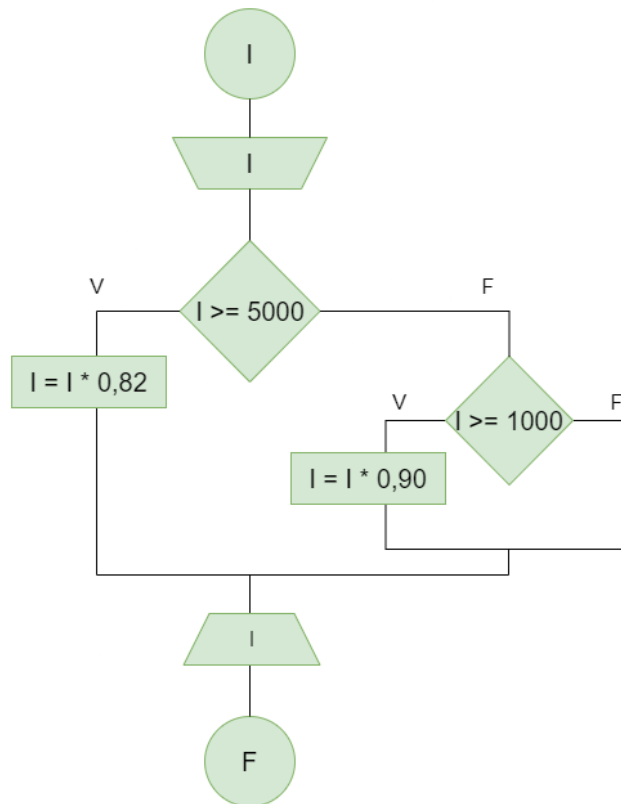 I
I
V
F
I >= 5000
I = I * 0,82
V
F
I >= 1000
I = I * 0,90
I
F